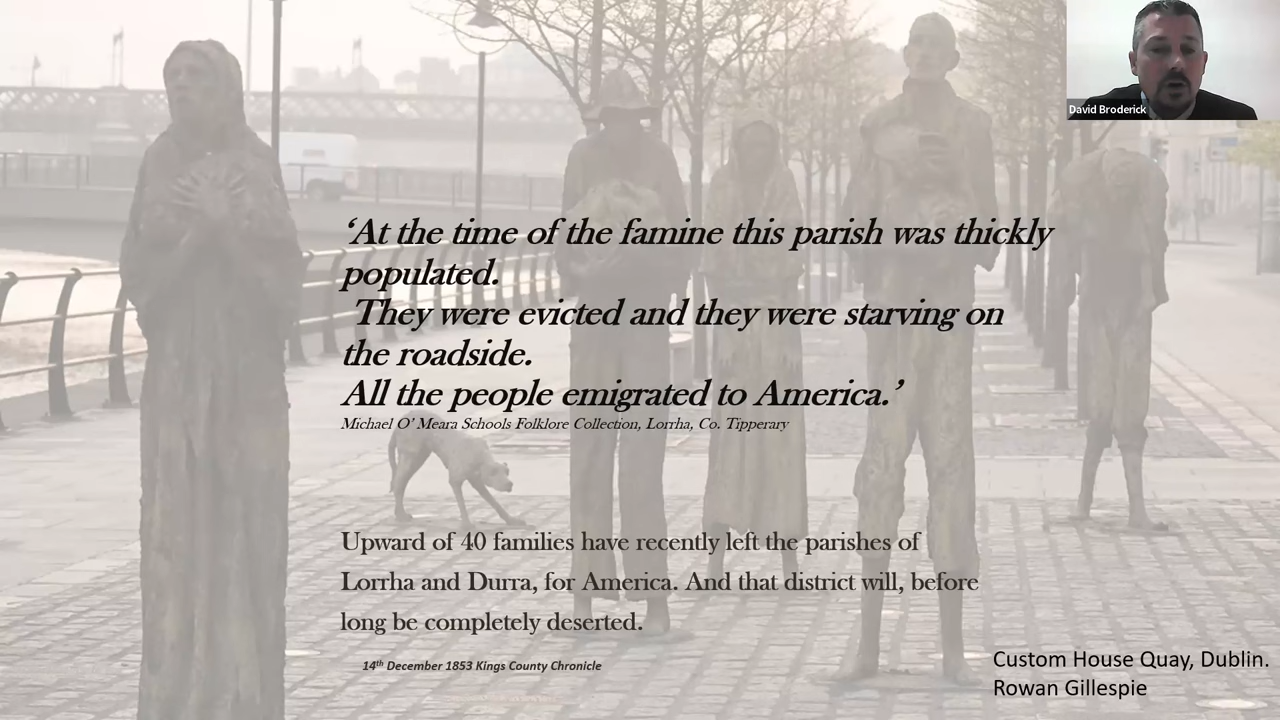 David Broderick
‘At the time of the famine this parish was thickly
populated.
They were evicted and they were starving on
the roadside.
All the people emigrated to America.’
Michael O’ Meara Schools Folklore Collection, Lorrha, Co. Tipperary
Upward of 40 families have recently left the parishes of
Lorrha and Durra, for America. And that district will, before
long be completely deserted.
14th December 1853 Kings County Chronicle
Custom House Quay, Dublin.
Rowan Gillespie